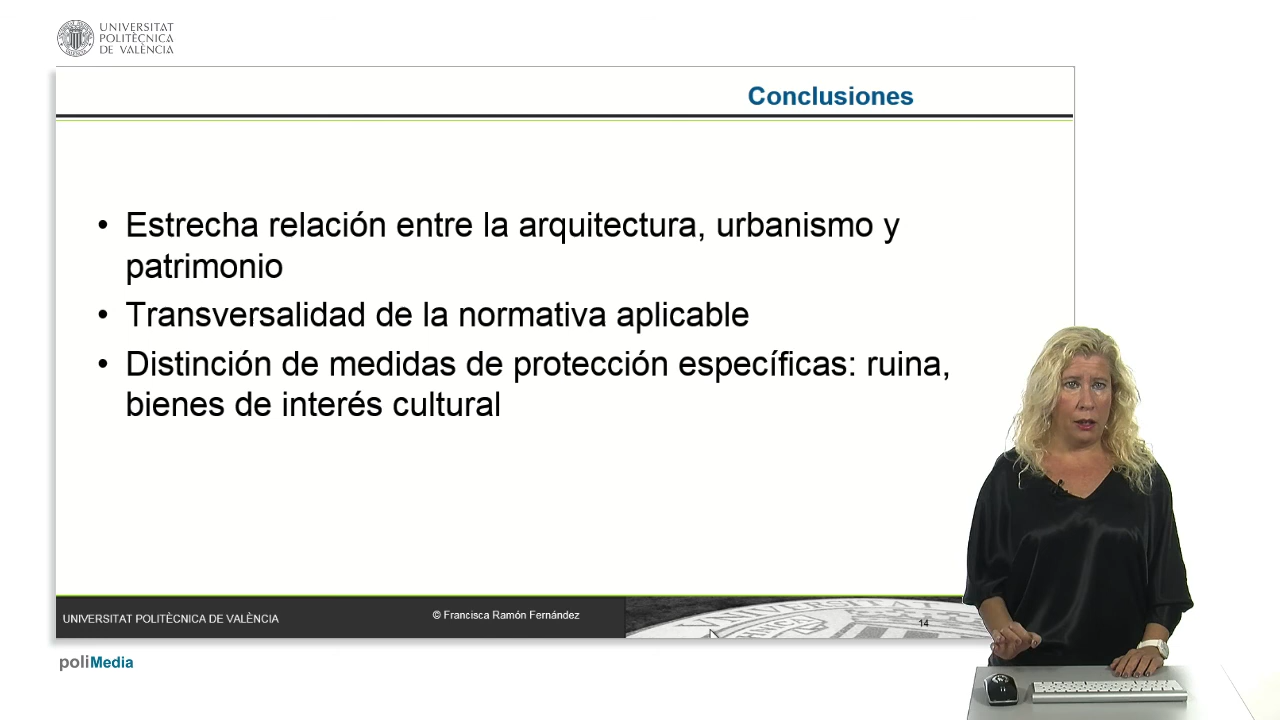 UNIVERSITAT
POLITÈCNICA
DE VALÈNCIA
Conclusiones
• Estrecha relación entre la arquitectura, urbanismo y
patrimonio
• Transversalidad de la normativa aplicable
• Distinción de medidas de protección específicas: ruina,
bienes de interés cultural
UNIVERSITAT POLITÈCNICA DE VALÈNCIA
© Francisca Ramón Fernández
14
poliMedia